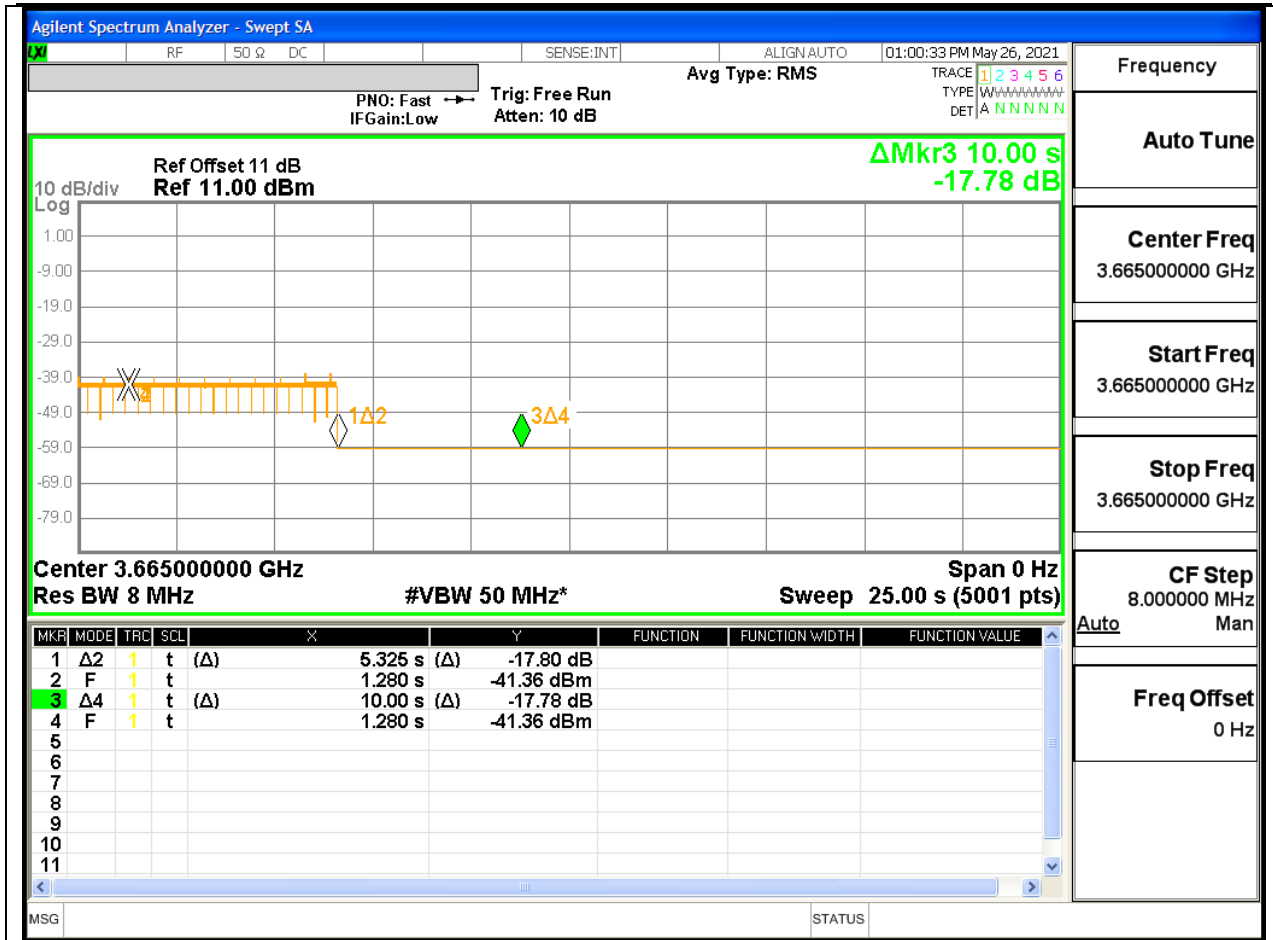 Agilent Spectrum Analyzer - Swept SA
LXI RF 50 Ω DC SENSE:INT ALIGN AUTO 01:00:33 PM May 26, 2021
PNO: Fast
IFGain:Low
Trig: Free Run
Atten: 10 dB
Avg Type: RMS
TRACE 1 2 3 4 5 6
TYPE WWWWWW
DET A N N N N N
ΔMkr3 10.00 s
-17.78 dB
Ref Offset 11 dB
10 dB/div Ref 11.00 dBm
Log
1.00
-9.00
-19.0
-29.0
-39.0
-49.0
-59.0
-69.0
-79.0
1Δ2
3Δ4
Center 3.665000000 GHz Span 0 Hz
Res BW 8 MHz #VBW 50 MHz* Sweep 25.00 s (5001 pts)
MKR MODE TRC SCL X Y FUNCTION FUNCTION WIDTH FUNCTION VALUE
1 Δ2 1 t (Δ) 5.325 s (Δ) -17.80 dB
2 F 1 t 1.280 s -41.36 dBm
3 Δ4 1 t (Δ) 10.00 s (Δ) -17.78 dB
4 F 1 t 1.280 s -41.36 dBm
5
6
7
8
9
10
11
MSG STATUS
Frequency
Auto Tune
Center Freq
3.665000000 GHz
Start Freq
3.665000000 GHz
Stop Freq
3.665000000 GHz
CF Step
8.000000 MHz
Auto Man
Freq Offset
0 Hz